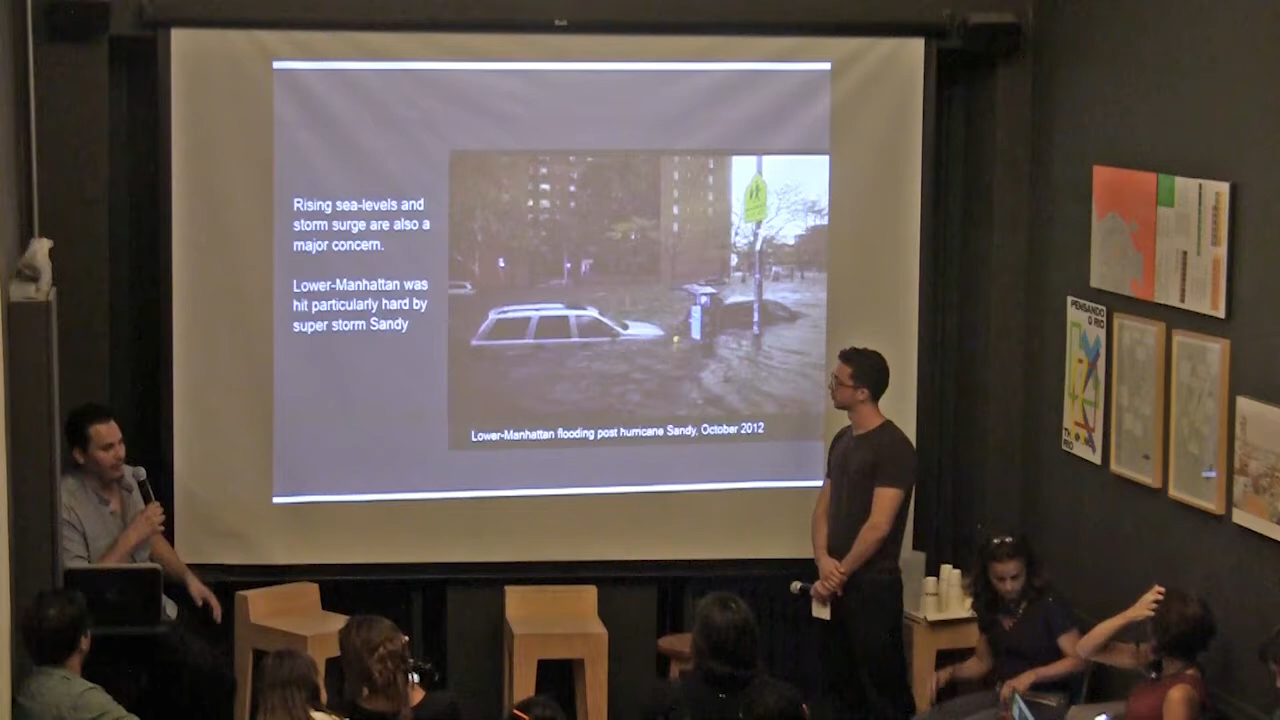 Rising sea-levels and
storm surge are also a
major concern.
Lower-Manhattan was
hit particularly hard by
super storm Sandy
Lower-Manhattan flooding post hurricane Sandy, October 2012
PENSANDO
O RIO